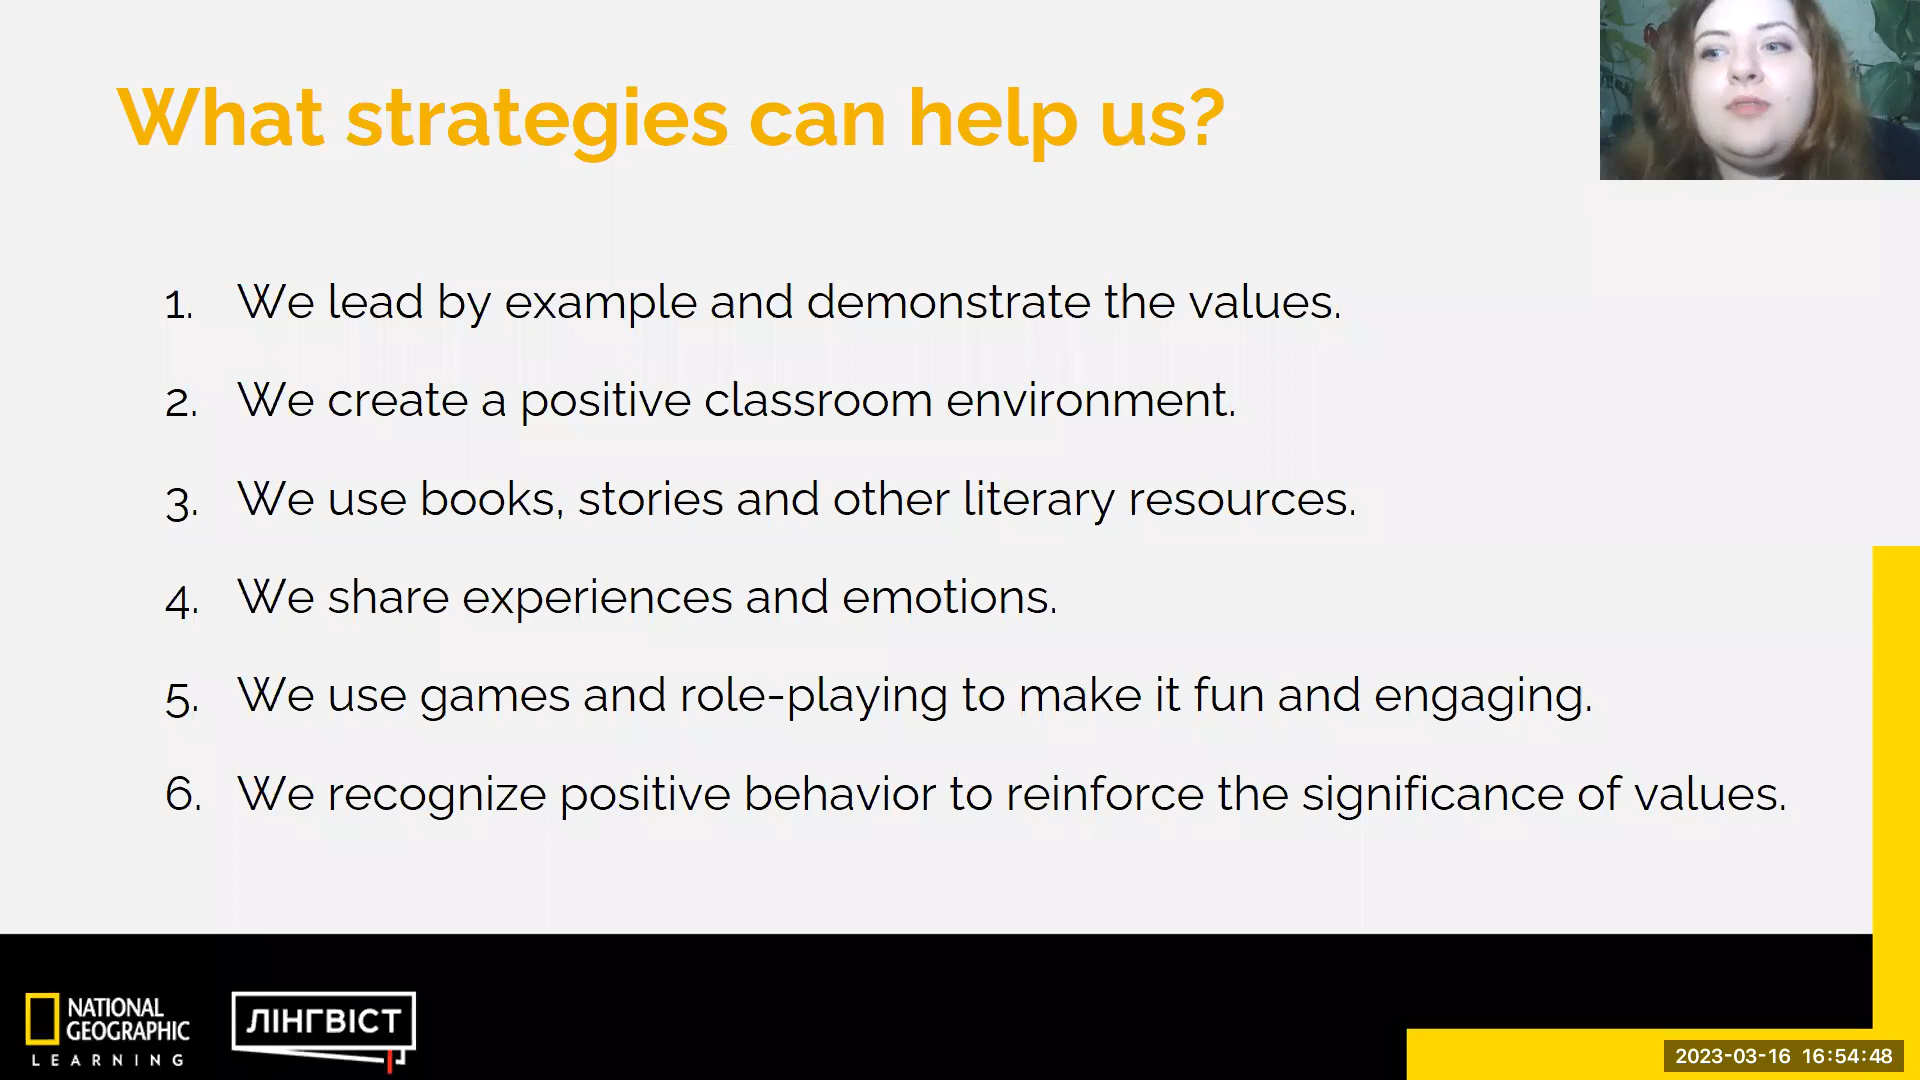 What strategies can help us?
1. We lead by example and demonstrate the values.
2. We create a positive classroom environment.
3. We use books, stories and other literary resources.
4. We share experiences and emotions.
5. We use games and role-playing to make it fun and engaging.
6. We recognize positive behavior to reinforce the significance of values.
NATIONAL
GEOGRAPHIC
LEARNING
ЛІНГВІСТ
2023-03-16 16:54:48